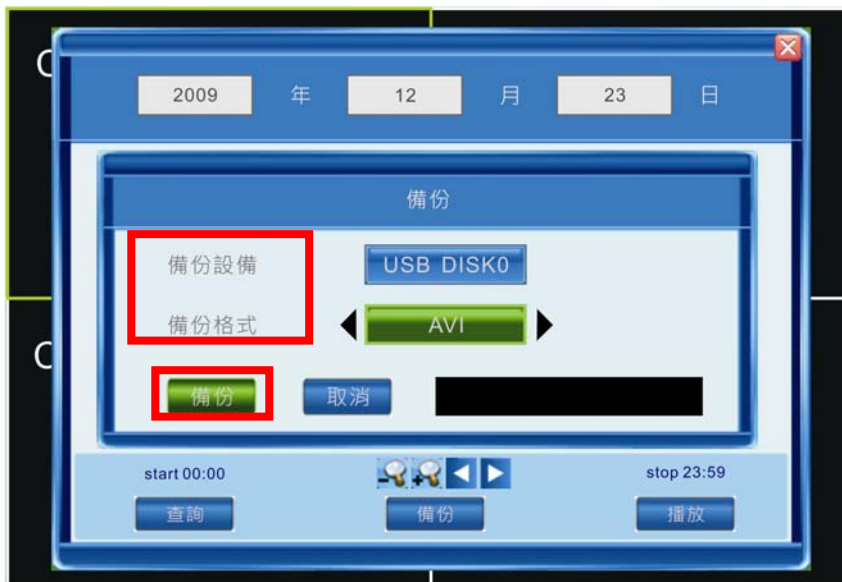 2009 年 12 月 23 日
備份
備份設備 USB DISK0
備份格式 AVI
備份 取消
start 00:00 stop 23:59
查詢 備份 播放